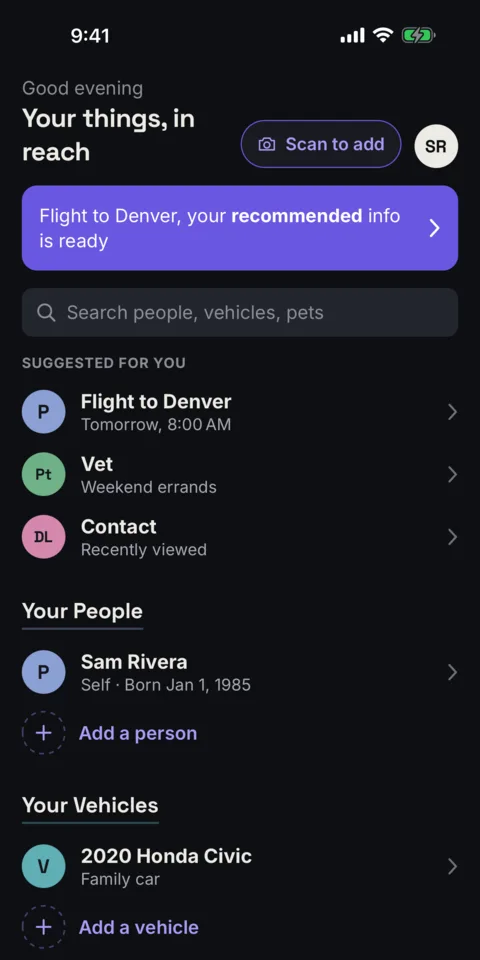 9:41
Good evening
Your things, in
reach
Scan to add
SR
Flight to Denver, your recommended info
is ready
Search people, vehicles, pets
SUGGESTED FOR YOU
P
Flight to Denver
Tomorrow, 8:00 AM
Pt
Vet
Weekend errands
DL
Contact
Recently viewed
Your People
P
Sam Rivera
Self · Born Jan 1, 1985
+
Add a person
Your Vehicles
V
2020 Honda Civic
Family car
+
Add a vehicle